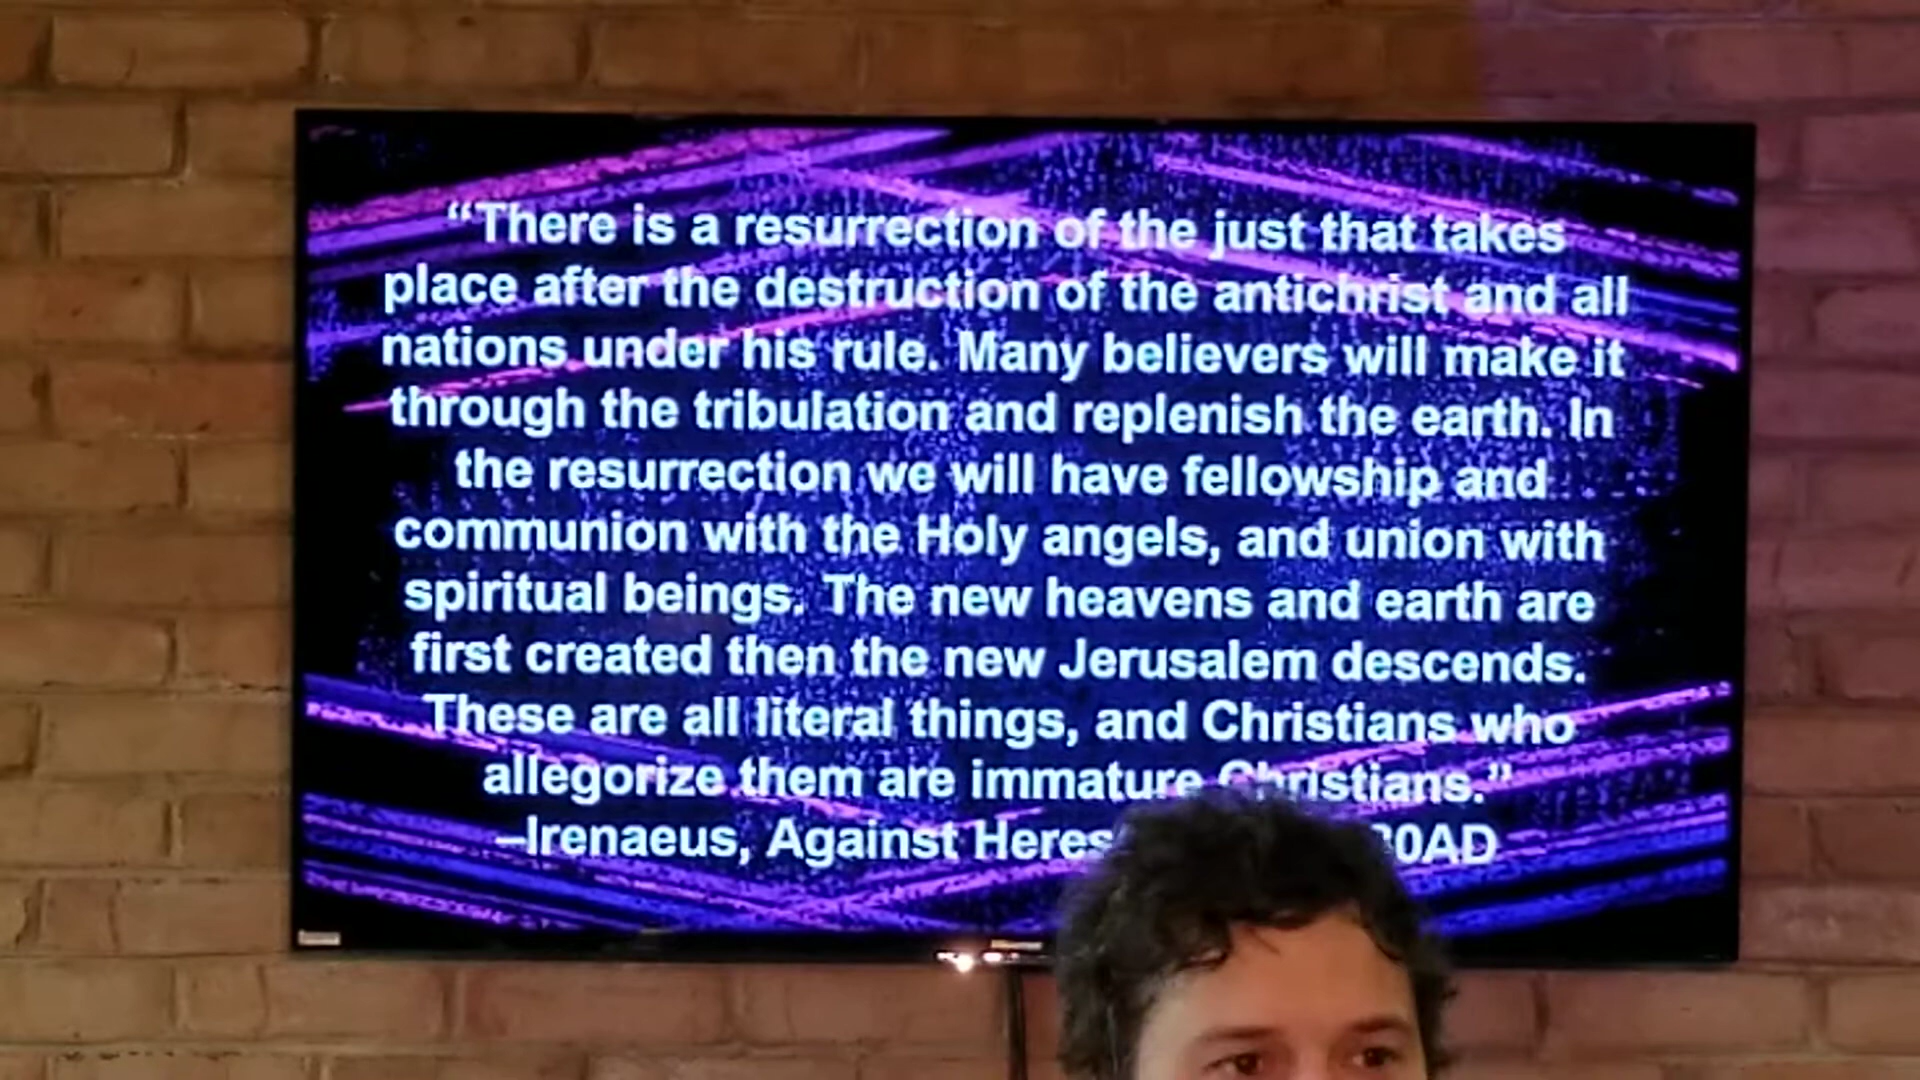 “There is a resurrection of the just that takes
place after the destruction of the antichrist and all
nations under his rule. Many believers will make it
through the tribulation and replenish the earth. In
the resurrection we will have fellowship and
communion with the Holy angels, and union with
spiritual beings. The new heavens and earth are
first created then the new Jerusalem descends.
These are all literal things, and Christians who
allegorize them are immature Christians.”
–Irenaeus, Against